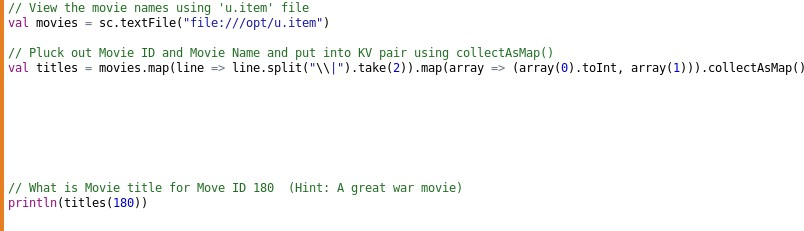 // View the movie names using 'u.item' file
val movies = sc.textFile("file:///opt/u.item")
// Pluck out Movie ID and Movie Name and put into KV pair using collectAsMap()
val titles = movies.map(line => line.split("\\|").take(2)).map(array => (array(0).toInt, array(1))).collectAsMap()
// What is Movie title for Move ID 180  (Hint: A great war movie)
println(titles(180))